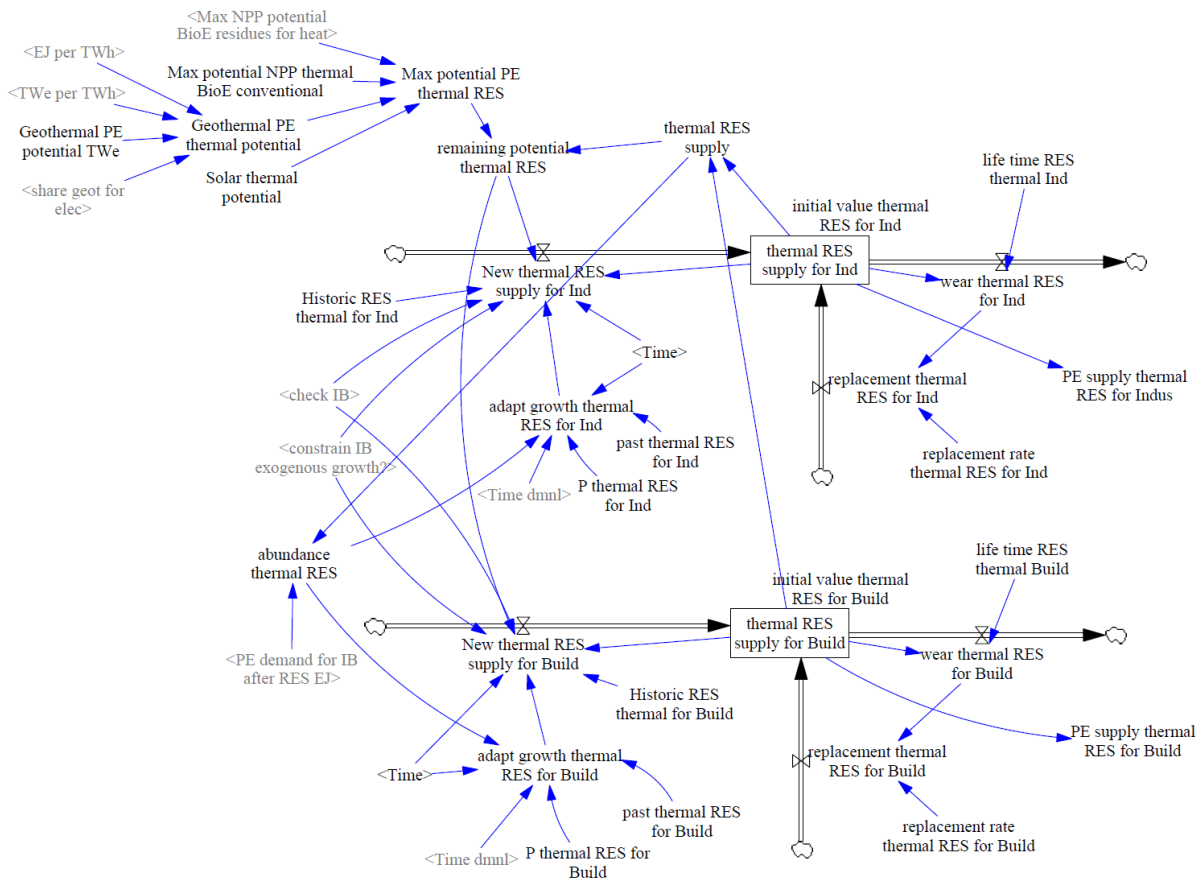 <Max NPP potential
BioE residues for heat>
<EJ per TWh>
Max potential NPP thermal
BioE conventional
Max potential PE
thermal RES
<TWe per TWh>
Geothermal PE
potential TWe
Geothermal PE
thermal potential
<share geot for
elec>
Solar thermal
potential
remaining potential
thermal RES
thermal RES
supply
life time RES
thermal Ind
initial value thermal
RES for Ind
thermal RES
supply for Ind
New thermal RES
supply for Ind
wear thermal RES
for Ind
Historic RES
thermal for Ind
<Time>
<check IB>
replacement thermal
RES for Ind
PE supply thermal
RES for Indus
adapt growth thermal
RES for Ind
<constrain IB
exogenous growth?>
past thermal RES
for Ind
replacement rate
thermal RES for Ind
<Time dmnl>
P thermal RES
for Ind
abundance
thermal RES
life time RES
thermal Build
initial value thermal
RES for Build
thermal RES
supply for Build
New thermal RES
supply for Build
wear thermal RES
for Build
<PE demand for IB
after RES EJ>
Historic RES
thermal for Build
PE supply thermal
RES for Build
<Time>
adapt growth thermal
RES for Build
replacement thermal
RES for Build
past thermal RES
for Build
replacement rate
thermal RES for Build
<Time dmnl>
P thermal RES for
Build